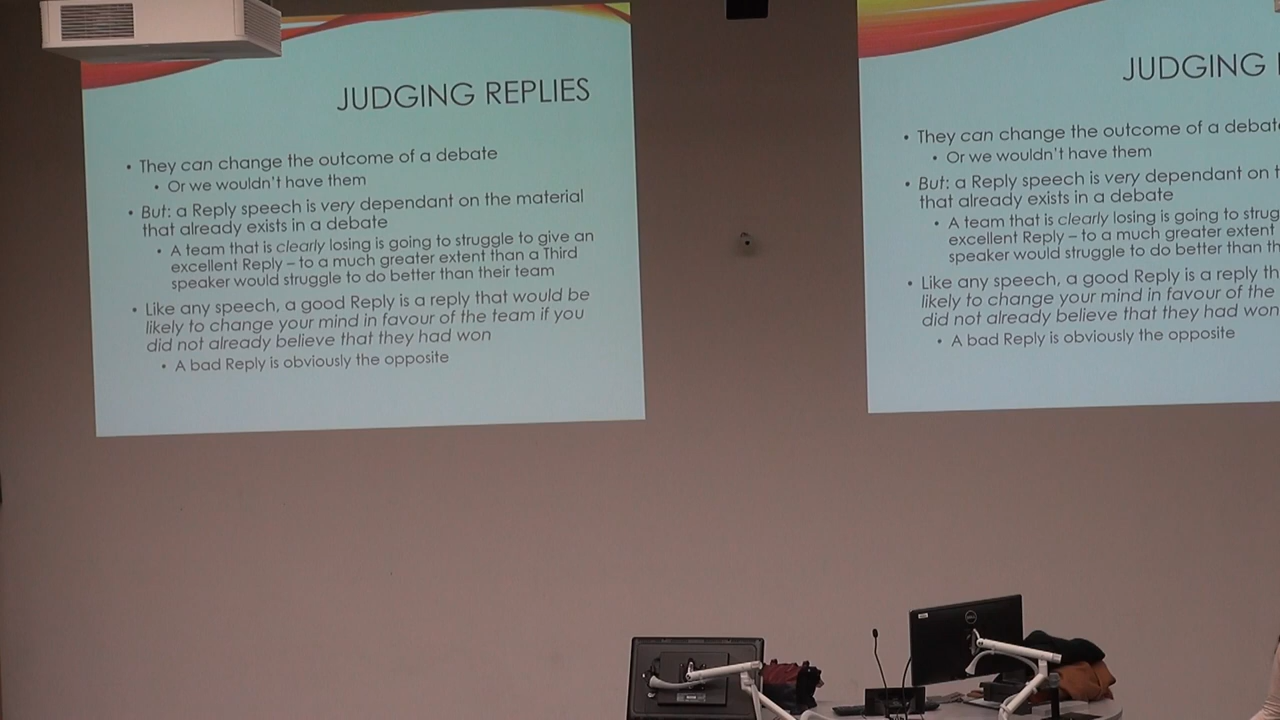 JUDGING REPLIES
• They can change the outcome of a debate
• Or we wouldn't have them
• But: a Reply speech is very dependant on the material
that already exists in a debate
• A team that is clearly losing is going to struggle to give an
excellent Reply – to a much greater extent than a Third
speaker would struggle to do better than their team
• Like any speech, a good Reply is a reply that would be
likely to change your mind in favour of the team if you
did not already believe that they had won
• A bad Reply is obviously the opposite
JUDGING
• They can change the outcome of a debate
• Or we wouldn't have them
• But: a Reply speech is very dependant on
that already exists in a debate
• A team that is clearly losing is going to
excellent Reply – to a much greater extent
speaker would struggle to do better than
• Like any speech, a good Reply is a reply
likely to change your mind in favour of the
did not already believe that they had won
• A bad Reply is obviously the opposite